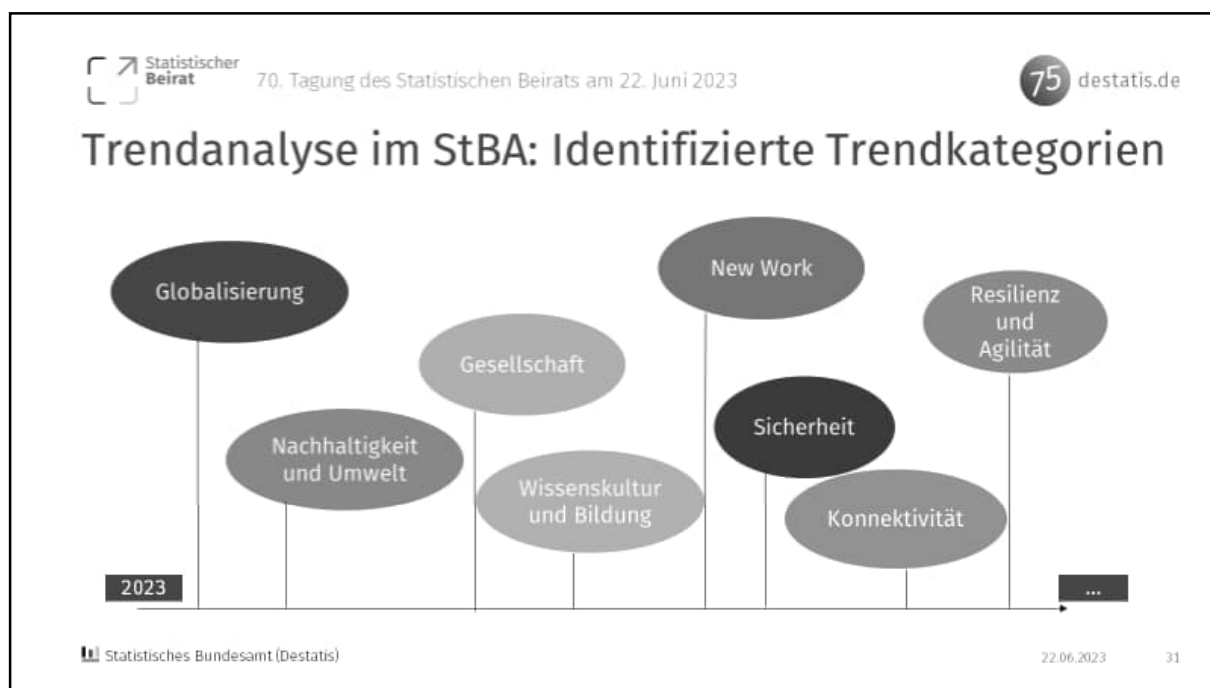 Statistischer
Beirat
70. Tagung des Statistischen Beirats am 22. Juni 2023
75
destatis.de
Trendanalyse im StBA: Identifizierte Trendkategorien
Globalisierung
Nachhaltigkeit
und Umwelt
Gesellschaft
Wissenskultur
und Bildung
New Work
Sicherheit
Konnektivität
Resilienz
und
Agilität
2023
...
Statistisches Bundesamt (Destatis)
22.06.2023
31